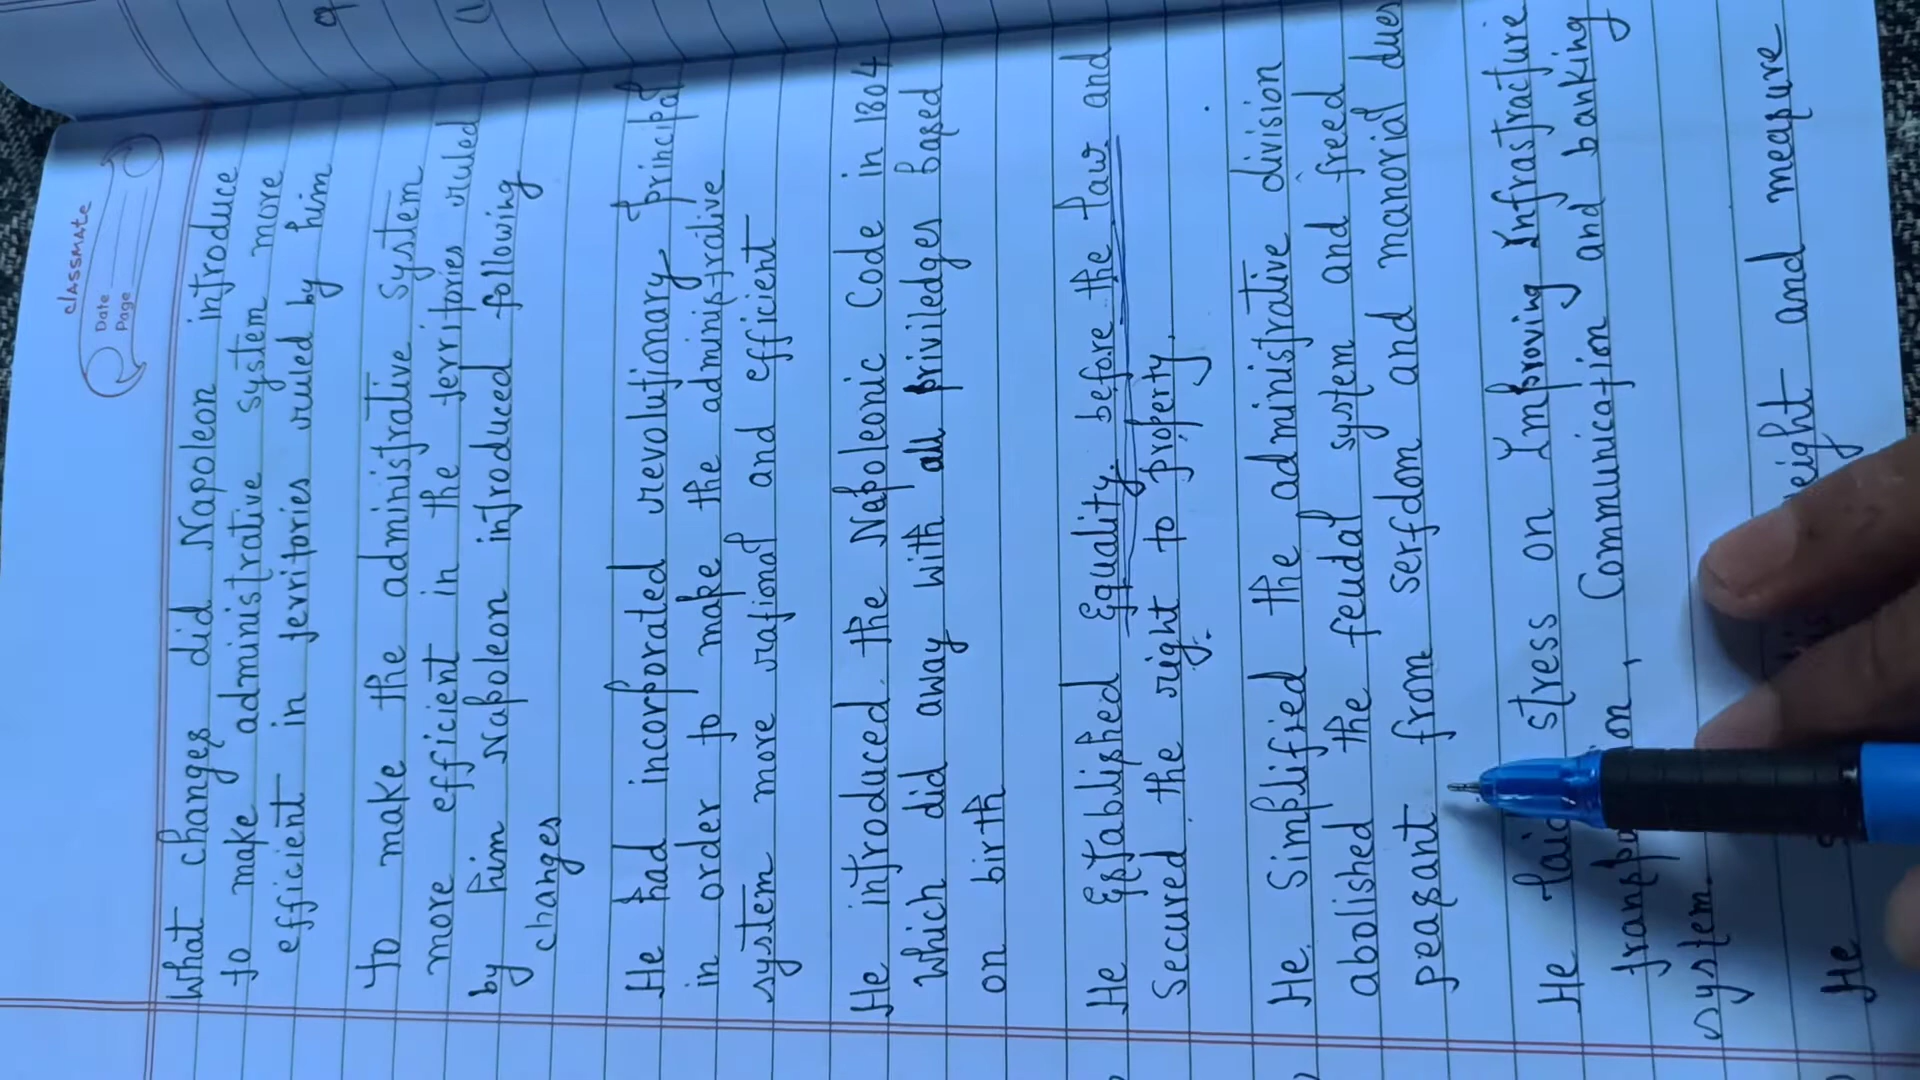 classmate
Date
Page
What changes did Napoleon introduce
to make administrative system more
efficient in territories ruled by him
To make the administrative system
more efficient in the territories ruled
by him Napoleon introduced following
changes
He had incorporated revolutionary principal
in order to make the administrative
system more rational and efficient
He introduced the Napoleonic Code in 1804
Which did away with all priviledges based
on birth
He Established Equality before the law and
Secured the right to property.
He Simplified the administrative division
abolished the feudal system and freed
peasant from serfdom and manorial dues
He laid stress on Improving Infrastracture
Communication and banking
system.
He and measure